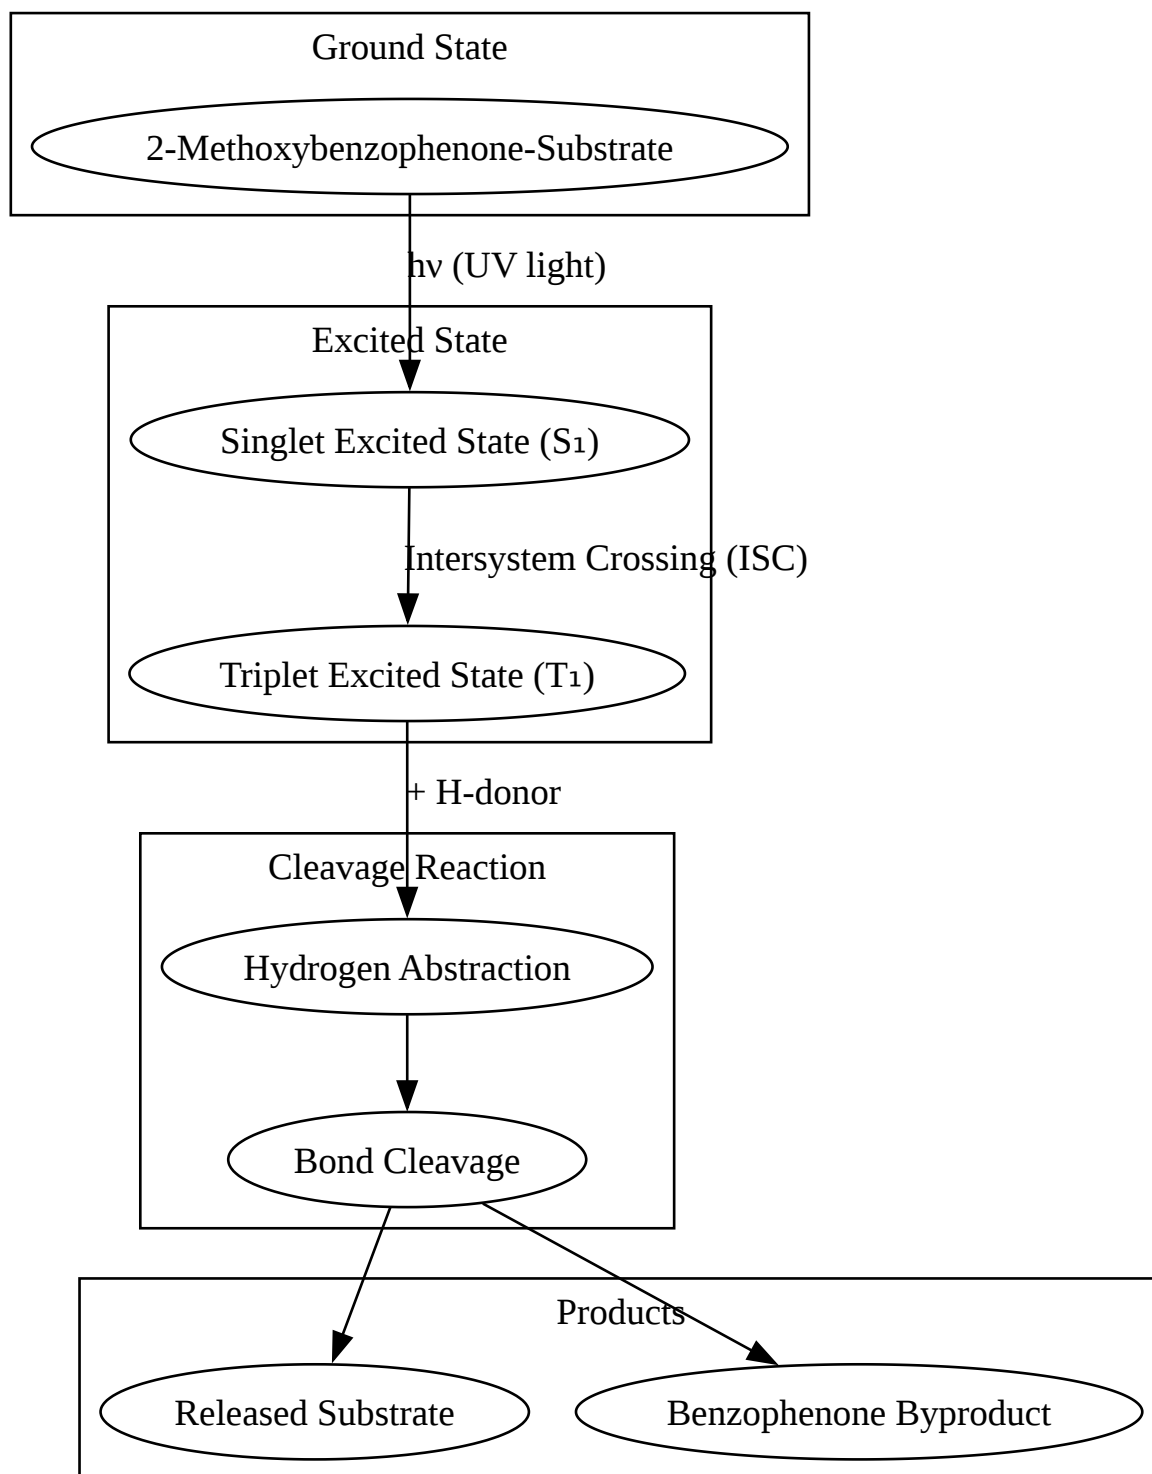 Ground State
2-Methoxybenzophenone-Substrate
hν (UV light)
Excited State
Singlet Excited State (S₁)
Intersystem Crossing (ISC)
Triplet Excited State (T₁)
+ H-donor
Cleavage Reaction
Hydrogen Abstraction
Bond Cleavage
Products
Released Substrate
Benzophenone Byproduct